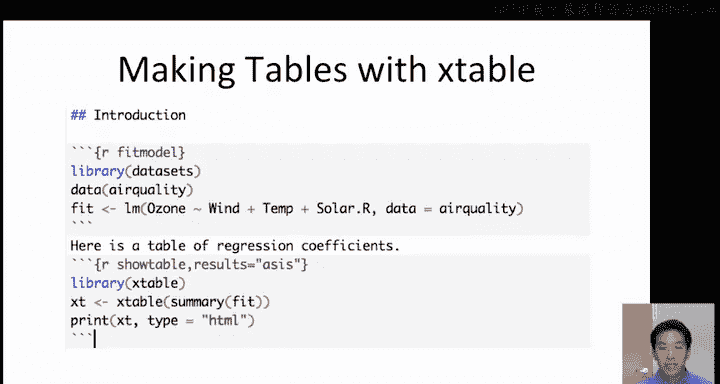 Making Tables with xtable
## Introduction
```{r fitmodel}
library(datasets)
data(airquality)
fit <- lm(Ozone ~ Wind + Temp + Solar.R, data = airquality)
```
Here is a table of regression coefficients.
```{r showtable,results="asis"}
library(xtable)
xt <- xtable(summary(fit))
print(xt, type = "html")
```